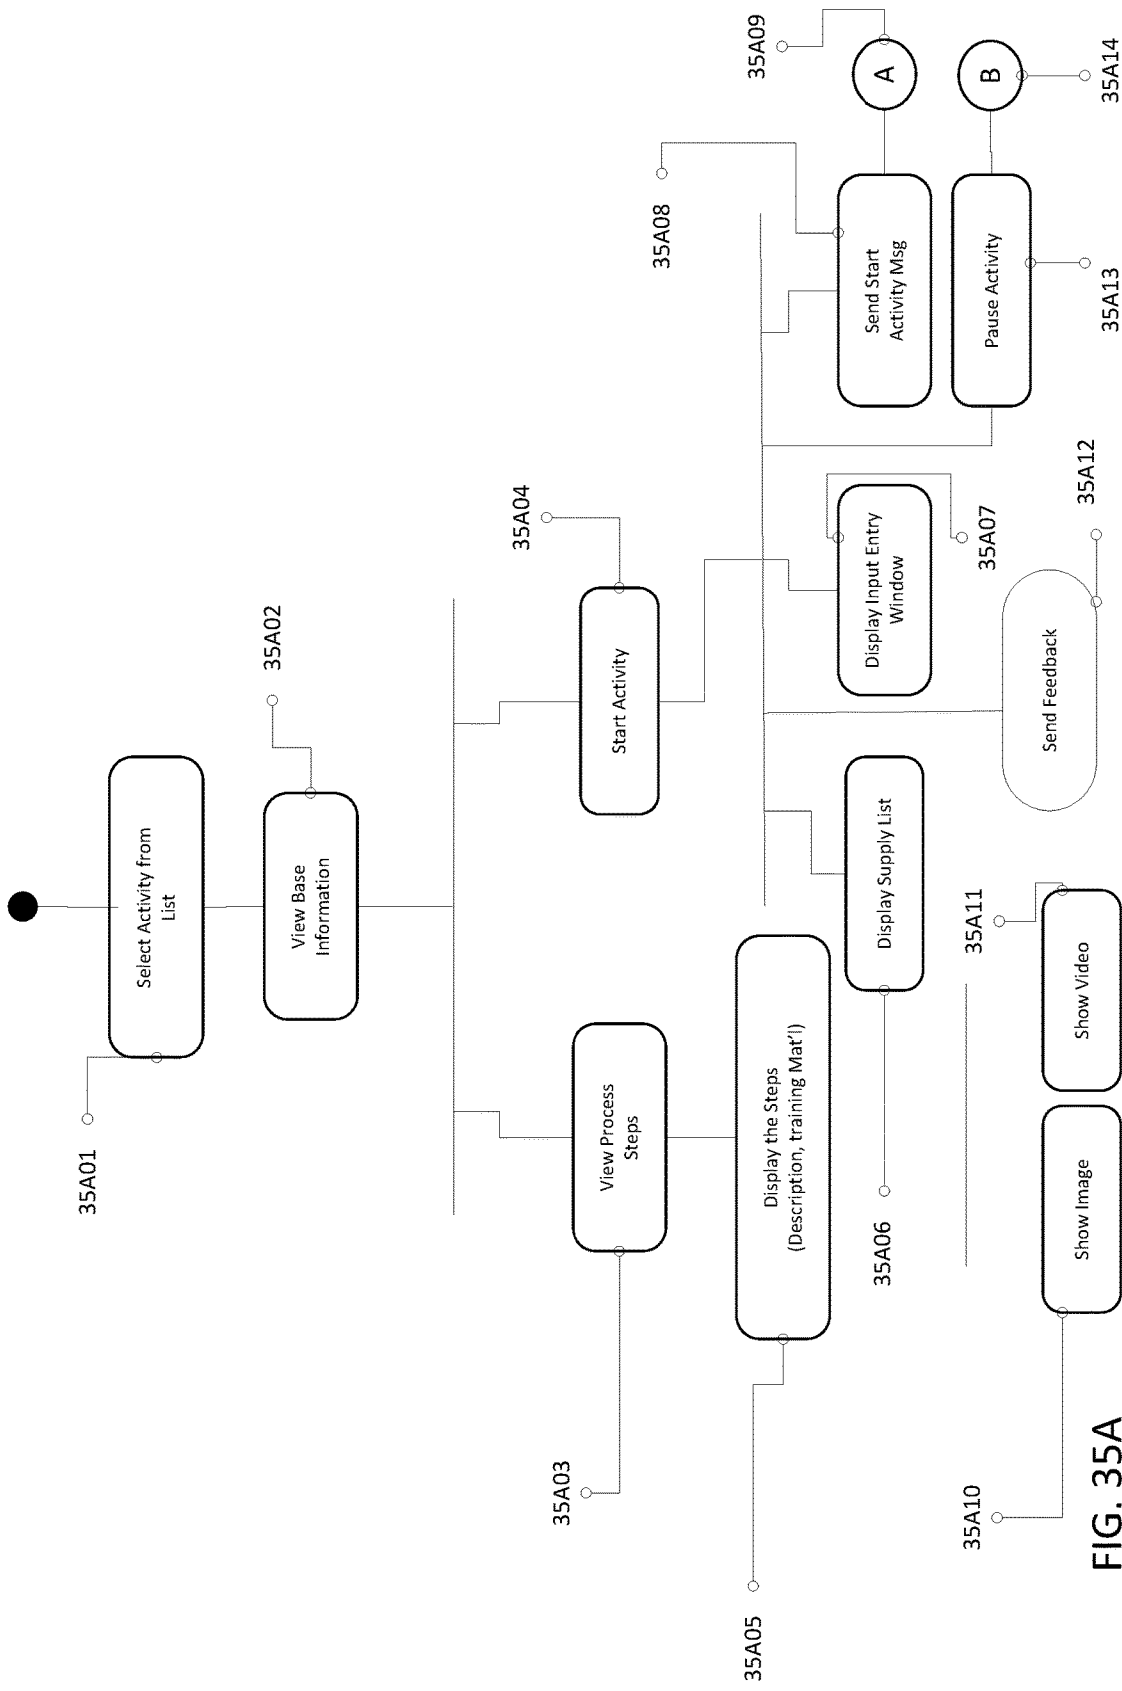 35A01
Select Activity from
List
35A02
View Base
Information
35A03
View Process
Steps
35A04
Start Activity
35A05
Display the Steps
(Description, training Mat'l)
35A06
Display Supply List
35A07
Display Input Entry
Window
35A08
Send Start
Activity Msg
35A09
A
35A10
Show Image
35A11
Show Video
35A12
Send Feedback
35A13
Pause Activity
35A14
B
FIG. 35A